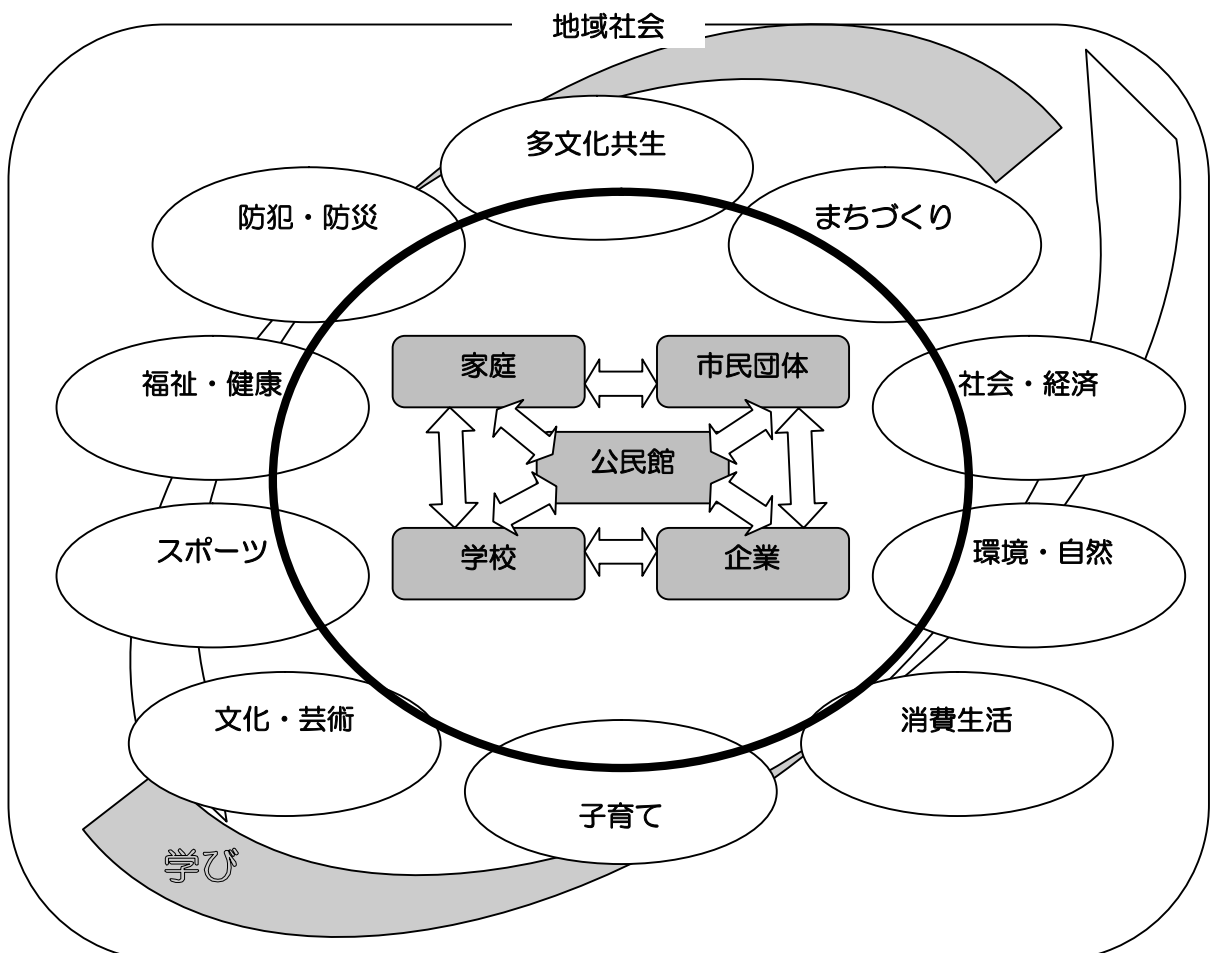 地域社会
多文化共生
防犯・防災
まちづくり
家庭
市民団体
福祉・健康
社会・経済
公民館
スポーツ
学校
企業
環境・自然
文化・芸術
消費生活
子育て
学び